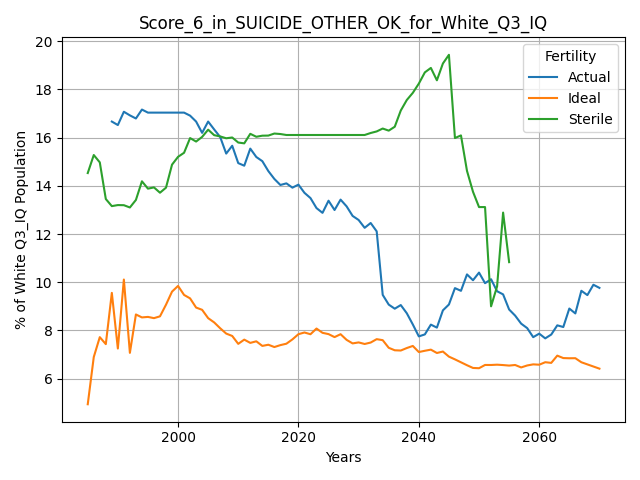 Score_6_in_SUICIDE_OTHER_OK_for_White_Q3_IQ
% of White Q3_IQ Population
20
18
16
14
12
10
8
6
Fertility
Actual
Ideal
Sterile
2000
2020
2040
2060
Years